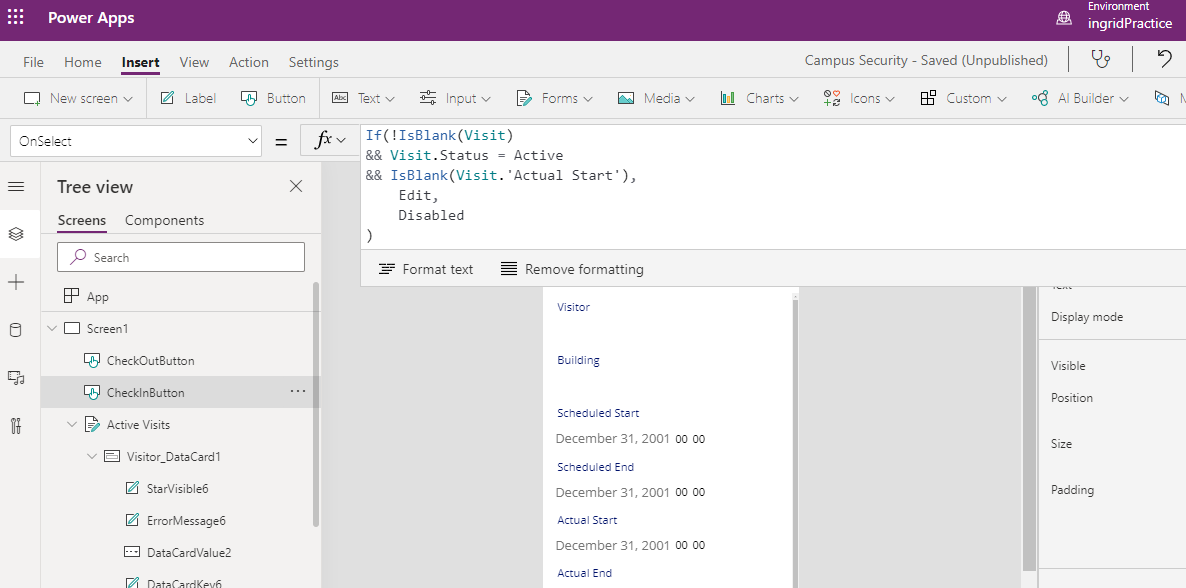 Power Apps
Environment
ingridPractice
File Home Insert View Action Settings
Campus Security - Saved (Unpublished)
New screen Label Button Text Input Forms Media Charts Icons Custom AI Builder
OnSelect = fx
If(!IsBlank(Visit)
&& Visit.Status = Active
&& IsBlank(Visit.'Actual Start'),
Edit,
Disabled
)
Format text Remove formatting
Tree view
Screens Components
Search
App
Screen1
CheckOutButton
CheckInButton
Active Visits
Visitor_DataCard1
StarVisible6
ErrorMessage6
DataCardValue2
DataCardKey6
Visitor
Building
Scheduled Start
December 31, 2001 00 00
Scheduled End
December 31, 2001 00 00
Actual Start
December 31, 2001 00 00
Actual End
Text
Display mode
Visible
Position
Size
Padding